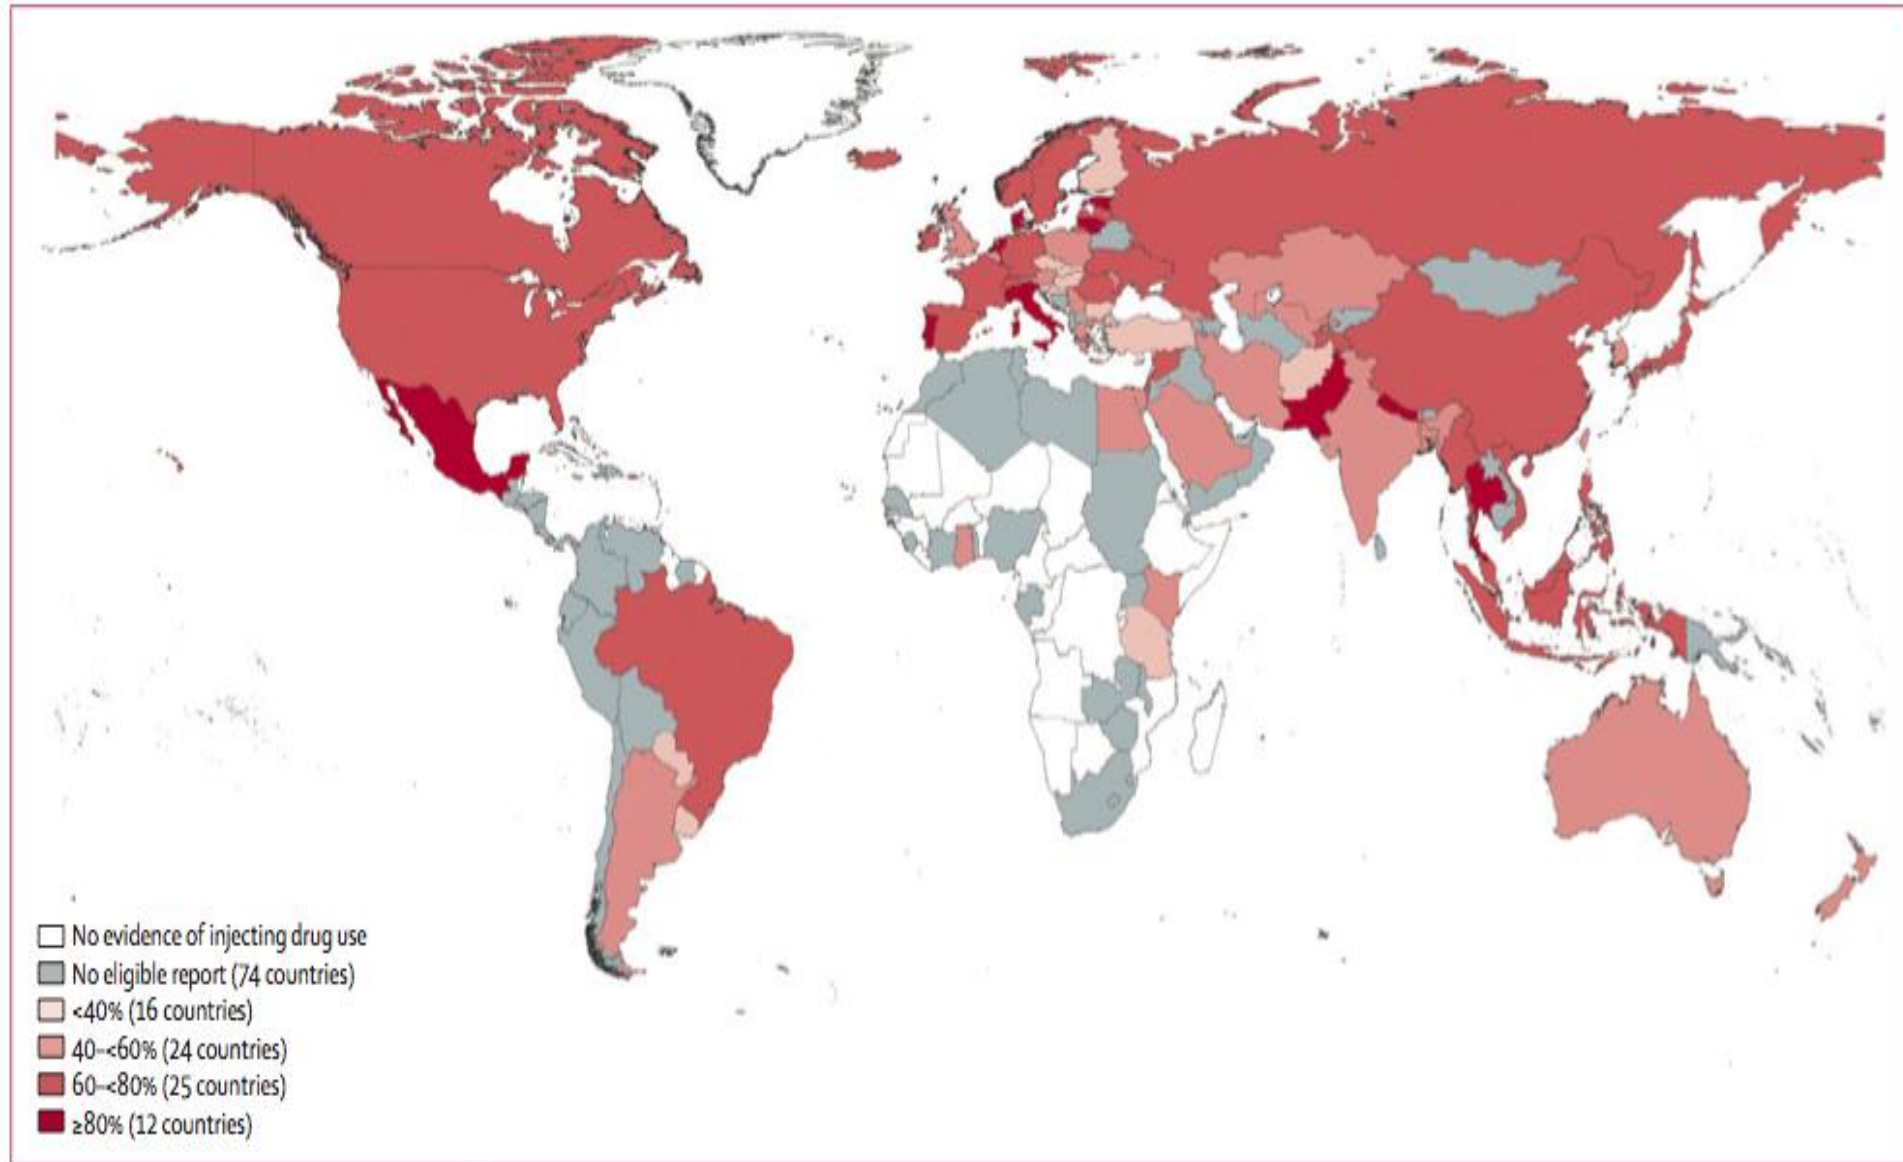 No evidence of injecting drug use
No eligible report (74 countries)
<40% (16 countries)
40–<60% (24 countries)
60–<80% (25 countries)
≥80% (12 countries)